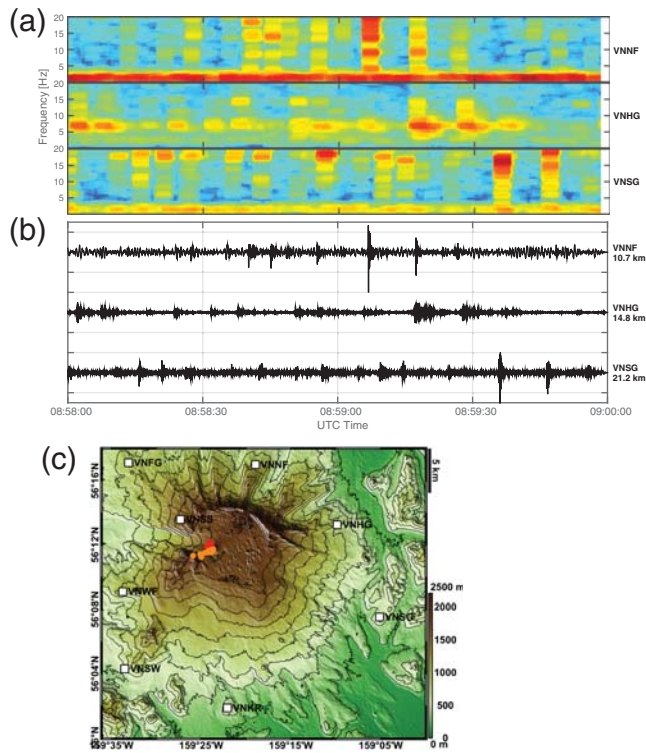 (a)
20
15
10
5
VNNF
20
15
10
5
VNHG
20
15
10
5
VNSG
Frequency [Hz]
(b)
VNNF
10.7 km
VNHG
14.8 km
VNSG
21.2 km
08:58:00 08:58:30 08:59:00 08:59:30 09:00:00
UTC Time
(c)
VNFG VNNF
5 km
56°16'N
VNSS VNHG
56°12'N
VNWF
56°08'N
VNSG
2500 m
2000
1500
1000
500
0 m
56°04'N
VNSW
VNKR
159°35'W 159°25'W 159°15'W 159°05'W